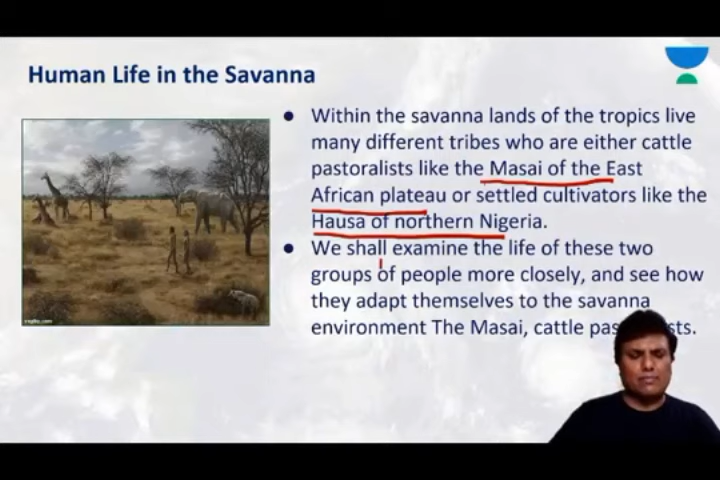 Human Life in the Savanna
Within the savanna lands of the tropics live
many different tribes who are either cattle
pastoralists like the Masai of the East
African plateau or settled cultivators like the
Hausa of northern Nigeria.
We shall examine the life of these two
groups of people more closely, and see how
they adapt themselves to the savanna
environment The Masai, cattle